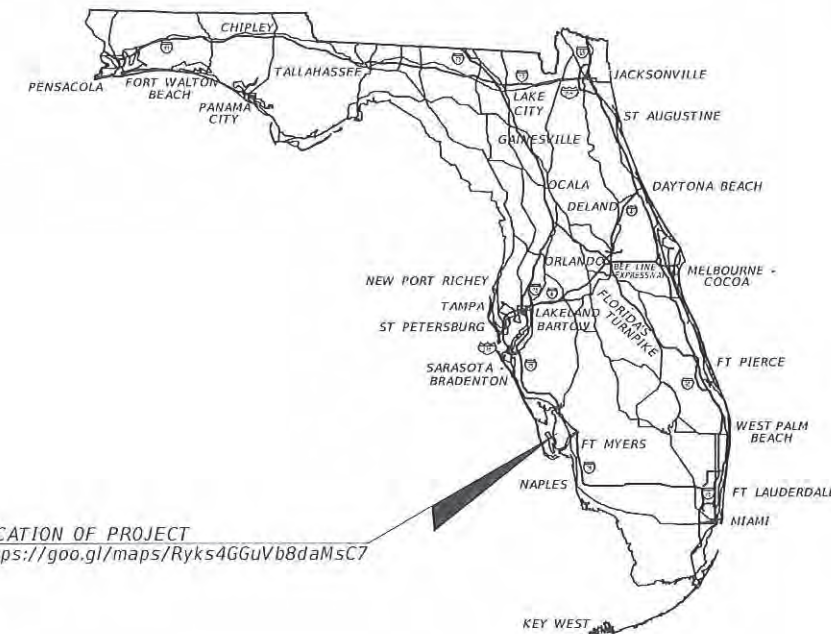 CHIPLEY
PENSACOLA
FORT WALTON
BEACH
PANAMA
CITY
TALLAHASSEE
LAKE
CITY
JACKSONVILLE
ST AUGUSTINE
GAINESVILLE
OCALA
DAYTONA BEACH
DELAND
ORLANDO
BEE LINE
EXPRESSWAY
MELBOURNE -
COCOA
NEW PORT RICHEY
TAMPA
LAKELAND
ST PETERSBURG
BARTOW
FLORIDA'S
TURNPIKE
SARASOTA -
BRADENTON
FT PIERCE
WEST PALM
BEACH
FT MYERS
NAPLES
FT LAUDERDALE
MIAMI
CATION OF PROJECT
ps://goo.gl/maps/Ryks4GGuVb8daMsC7
KEY WEST